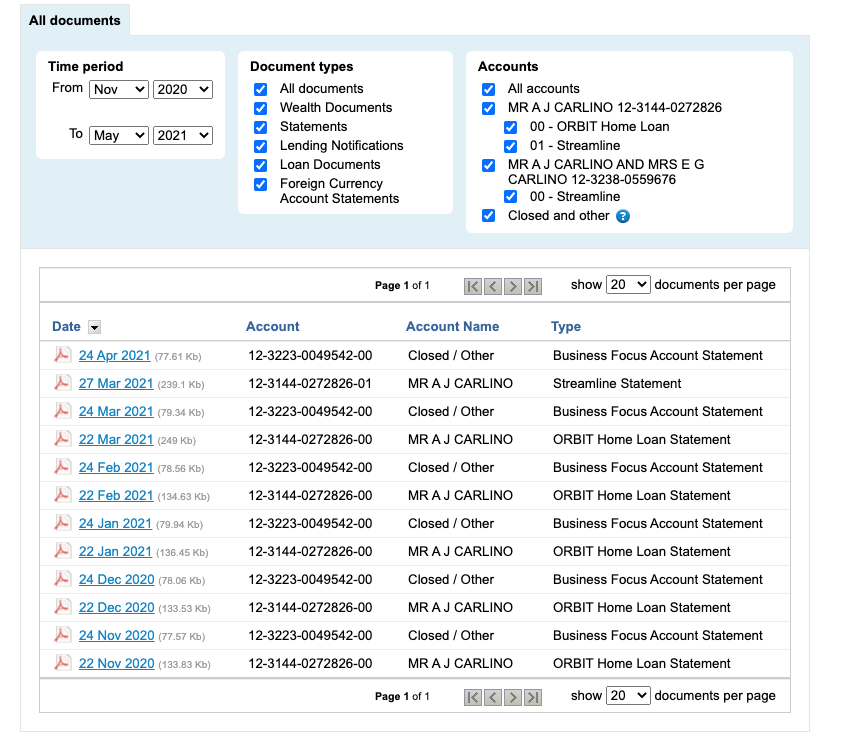 All documents
Time period
From Nov 2020
To May 2021
Document types
All documents
Wealth Documents
Statements
Lending Notifications
Loan Documents
Foreign Currency
Account Statements
Accounts
All accounts
MR A J CARLINO 12-3144-0272826
00 - ORBIT Home Loan
01 - Streamline
MR A J CARLINO AND MRS E G
CARLINO 12-3238-0559676
00 - Streamline
Closed and other ?
Page 1 of 1 show 20 documents per page
Date Account Account Name Type
24 Apr 2021 (77.61 Kb) 12-3223-0049542-00 Closed / Other Business Focus Account Statement
27 Mar 2021 (239.1 Kb) 12-3144-0272826-01 MR A J CARLINO Streamline Statement
24 Mar 2021 (79.34 Kb) 12-3223-0049542-00 Closed / Other Business Focus Account Statement
22 Mar 2021 (249 Kb) 12-3144-0272826-00 MR A J CARLINO ORBIT Home Loan Statement
24 Feb 2021 (78.56 Kb) 12-3223-0049542-00 Closed / Other Business Focus Account Statement
22 Feb 2021 (134.63 Kb) 12-3144-0272826-00 MR A J CARLINO ORBIT Home Loan Statement
24 Jan 2021 (79.94 Kb) 12-3223-0049542-00 Closed / Other Business Focus Account Statement
22 Jan 2021 (136.45 Kb) 12-3144-0272826-00 MR A J CARLINO ORBIT Home Loan Statement
24 Dec 2020 (78.06 Kb) 12-3223-0049542-00 Closed / Other Business Focus Account Statement
22 Dec 2020 (133.53 Kb) 12-3144-0272826-00 MR A J CARLINO ORBIT Home Loan Statement
24 Nov 2020 (77.57 Kb) 12-3223-0049542-00 Closed / Other Business Focus Account Statement
22 Nov 2020 (133.83 Kb) 12-3144-0272826-00 MR A J CARLINO ORBIT Home Loan Statement
Page 1 of 1 show 20 documents per page